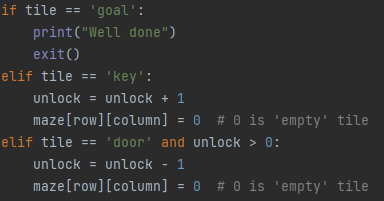 if tile == 'goal':
    print("Well done")
    exit()
elif tile == 'key':
    unlock = unlock + 1
    maze[row][column] = 0  # 0 is 'empty' tile
elif tile == 'door' and unlock > 0:
    unlock = unlock - 1
    maze[row][column] = 0  # 0 is 'empty' tile